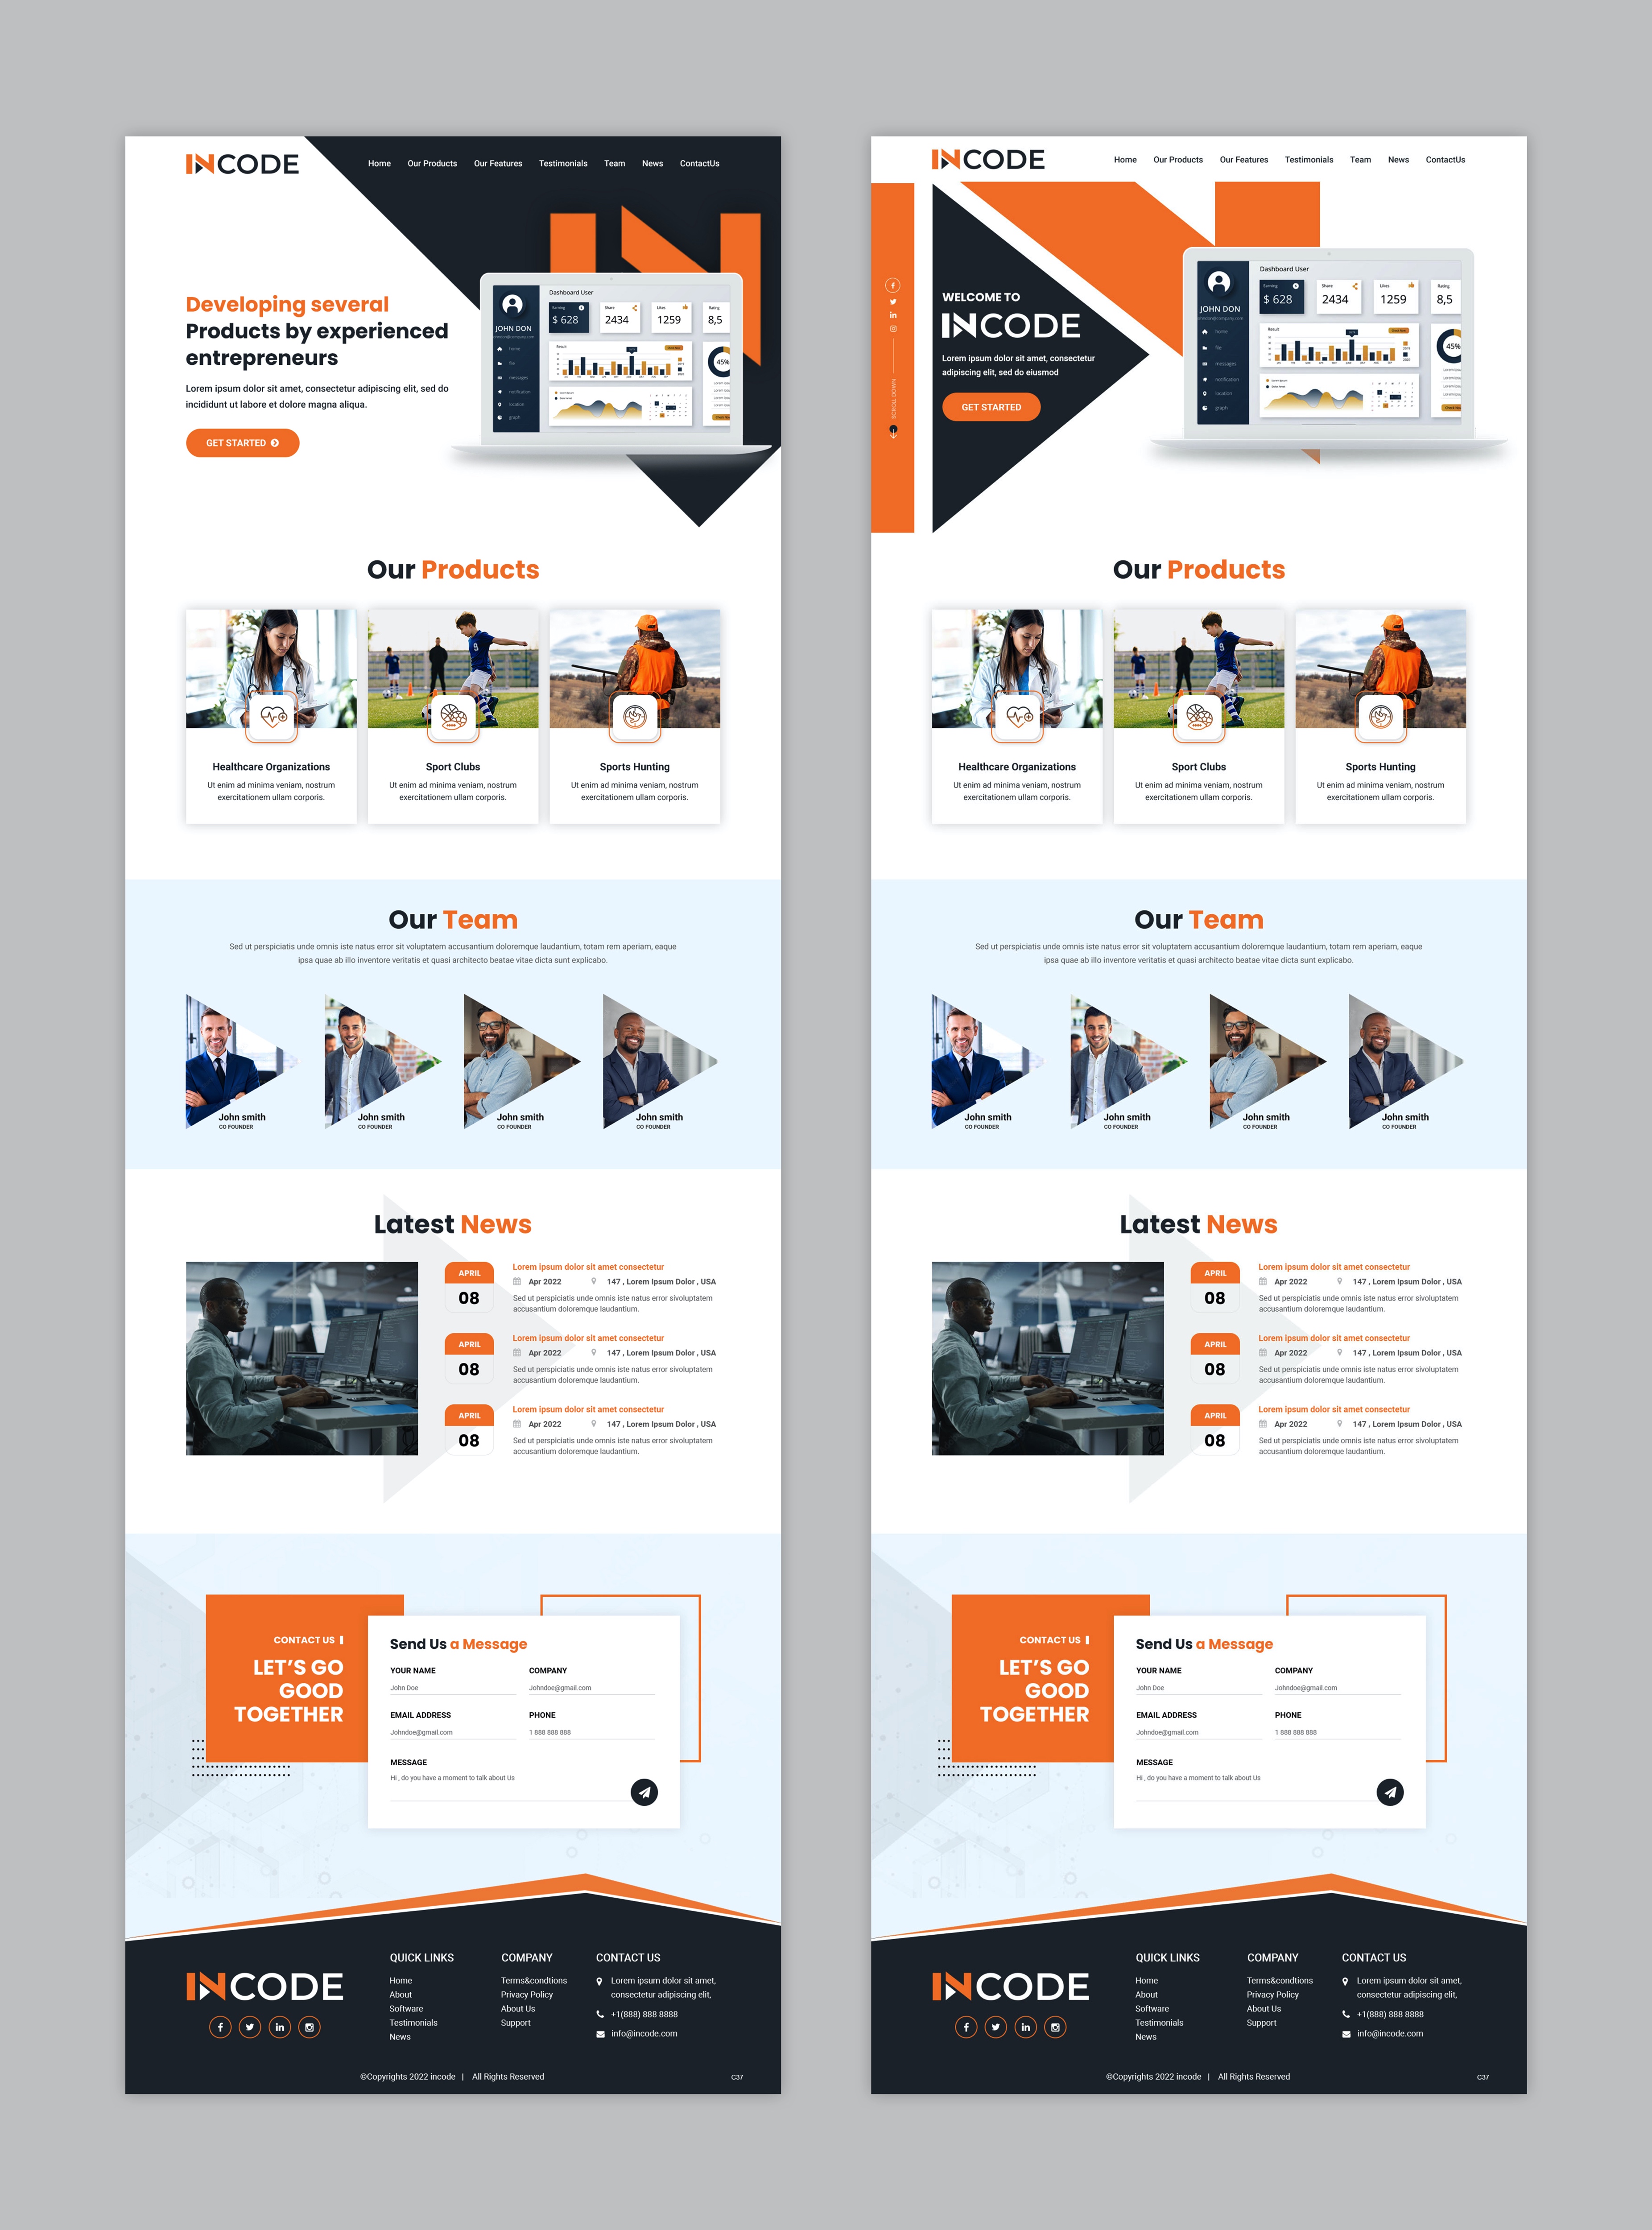 INCODE
Home Our Products Our Features Testimonials Team News ContactUs
Developing several
Products by experienced
entrepreneurs
Lorem ipsum dolor sit amet, consectetur adipiscing elit, sed do
incididunt ut labore et dolore magna aliqua.
GET STARTED
JOHN DON
home
file
messages
notification
location
graph
Dashboard User
Earning
$ 628
Share
2434
Likes
1259
Rating
8,5
Result
45%
Our Products
Healthcare Organizations
Ut enim ad minima veniam, nostrum
exercitationem ullam corporis.
Sport Clubs
Ut enim ad minima veniam, nostrum
exercitationem ullam corporis.
Sports Hunting
Ut enim ad minima veniam, nostrum
exercitationem ullam corporis.
9
Our Team
Sed ut perspiciatis unde omnis iste natus error sit voluptatem accusantium doloremque laudantium, totam rem aperiam, eaque
ipsa quae ab illo inventore veritatis et quasi architecto beatae vitae dicta sunt explicabo.
John smith
CO FOUNDER
John smith
CO FOUNDER
John smith
CO FOUNDER
John smith
CO FOUNDER
Latest News
APRIL
08
Lorem ipsum dolor sit amet consectetur
Apr 2022 147 , Lorem Ipsum Dolor , USA
Sed ut perspiciatis unde omnis iste natus error sivoluptatem
accusantium doloremque laudantium.
APRIL
08
Lorem ipsum dolor sit amet consectetur
Apr 2022 147 , Lorem Ipsum Dolor , USA
Sed ut perspiciatis unde omnis iste natus error sivoluptatem
accusantium doloremque laudantium.
APRIL
08
Lorem ipsum dolor sit amet consectetur
Apr 2022 147 , Lorem Ipsum Dolor , USA
Sed ut perspiciatis unde omnis iste natus error sivoluptatem
accusantium doloremque laudantium.
CONTACT US
LET'S GO
GOOD
TOGETHER
Send Us a Message
YOUR NAME COMPANY
John Doe Johndoe@gmail.com
EMAIL ADDRESS PHONE
Johndoe@gmail.com 1 888 888 888
MESSAGE
Hi , do you have a moment to talk about Us
INCODE
QUICK LINKS
Home
About
Software
Testimonials
News
COMPANY
Terms&condtions
Privacy Policy
About Us
Support
CONTACT US
Lorem ipsum dolor sit amet,
consectetur adipiscing elit,
+1(888) 888 8888
info@incode.com
©Copyrights 2022 incode | All Rights Reserved
C37
INCODE
Home Our Products Our Features Testimonials Team News ContactUs
SCROLL DOWN
WELCOME TO
INCODE
Lorem ipsum dolor sit amet, consectetur
adipiscing elit, sed do eiusmod
GET STARTED
JOHN DON
home
file
messages
notification
location
graph
Dashboard User
Earning
$ 628
Share
2434
Likes
1259
Rating
8,5
Result
45%
Our Products
Healthcare Organizations
Ut enim ad minima veniam, nostrum
exercitationem ullam corporis.
Sport Clubs
Ut enim ad minima veniam, nostrum
exercitationem ullam corporis.
Sports Hunting
Ut enim ad minima veniam, nostrum
exercitationem ullam corporis.
9
Our Team
Sed ut perspiciatis unde omnis iste natus error sit voluptatem accusantium doloremque laudantium, totam rem aperiam, eaque
ipsa quae ab illo inventore veritatis et quasi architecto beatae vitae dicta sunt explicabo.
John smith
CO FOUNDER
John smith
CO FOUNDER
John smith
CO FOUNDER
John smith
CO FOUNDER
Latest News
APRIL
08
Lorem ipsum dolor sit amet consectetur
Apr 2022 147 , Lorem Ipsum Dolor , USA
Sed ut perspiciatis unde omnis iste natus error sivoluptatem
accusantium doloremque laudantium.
APRIL
08
Lorem ipsum dolor sit amet consectetur
Apr 2022 147 , Lorem Ipsum Dolor , USA
Sed ut perspiciatis unde omnis iste natus error sivoluptatem
accusantium doloremque laudantium.
APRIL
08
Lorem ipsum dolor sit amet consectetur
Apr 2022 147 , Lorem Ipsum Dolor , USA
Sed ut perspiciatis unde omnis iste natus error sivoluptatem
accusantium doloremque laudantium.
CONTACT US
LET'S GO
GOOD
TOGETHER
Send Us a Message
YOUR NAME COMPANY
John Doe Johndoe@gmail.com
EMAIL ADDRESS PHONE
Johndoe@gmail.com 1 888 888 888
MESSAGE
Hi , do you have a moment to talk about Us
INCODE
QUICK LINKS
Home
About
Software
Testimonials
News
COMPANY
Terms&condtions
Privacy Policy
About Us
Support
CONTACT US
Lorem ipsum dolor sit amet,
consectetur adipiscing elit,
+1(888) 888 8888
info@incode.com
©Copyrights 2022 incode | All Rights Reserved
C37